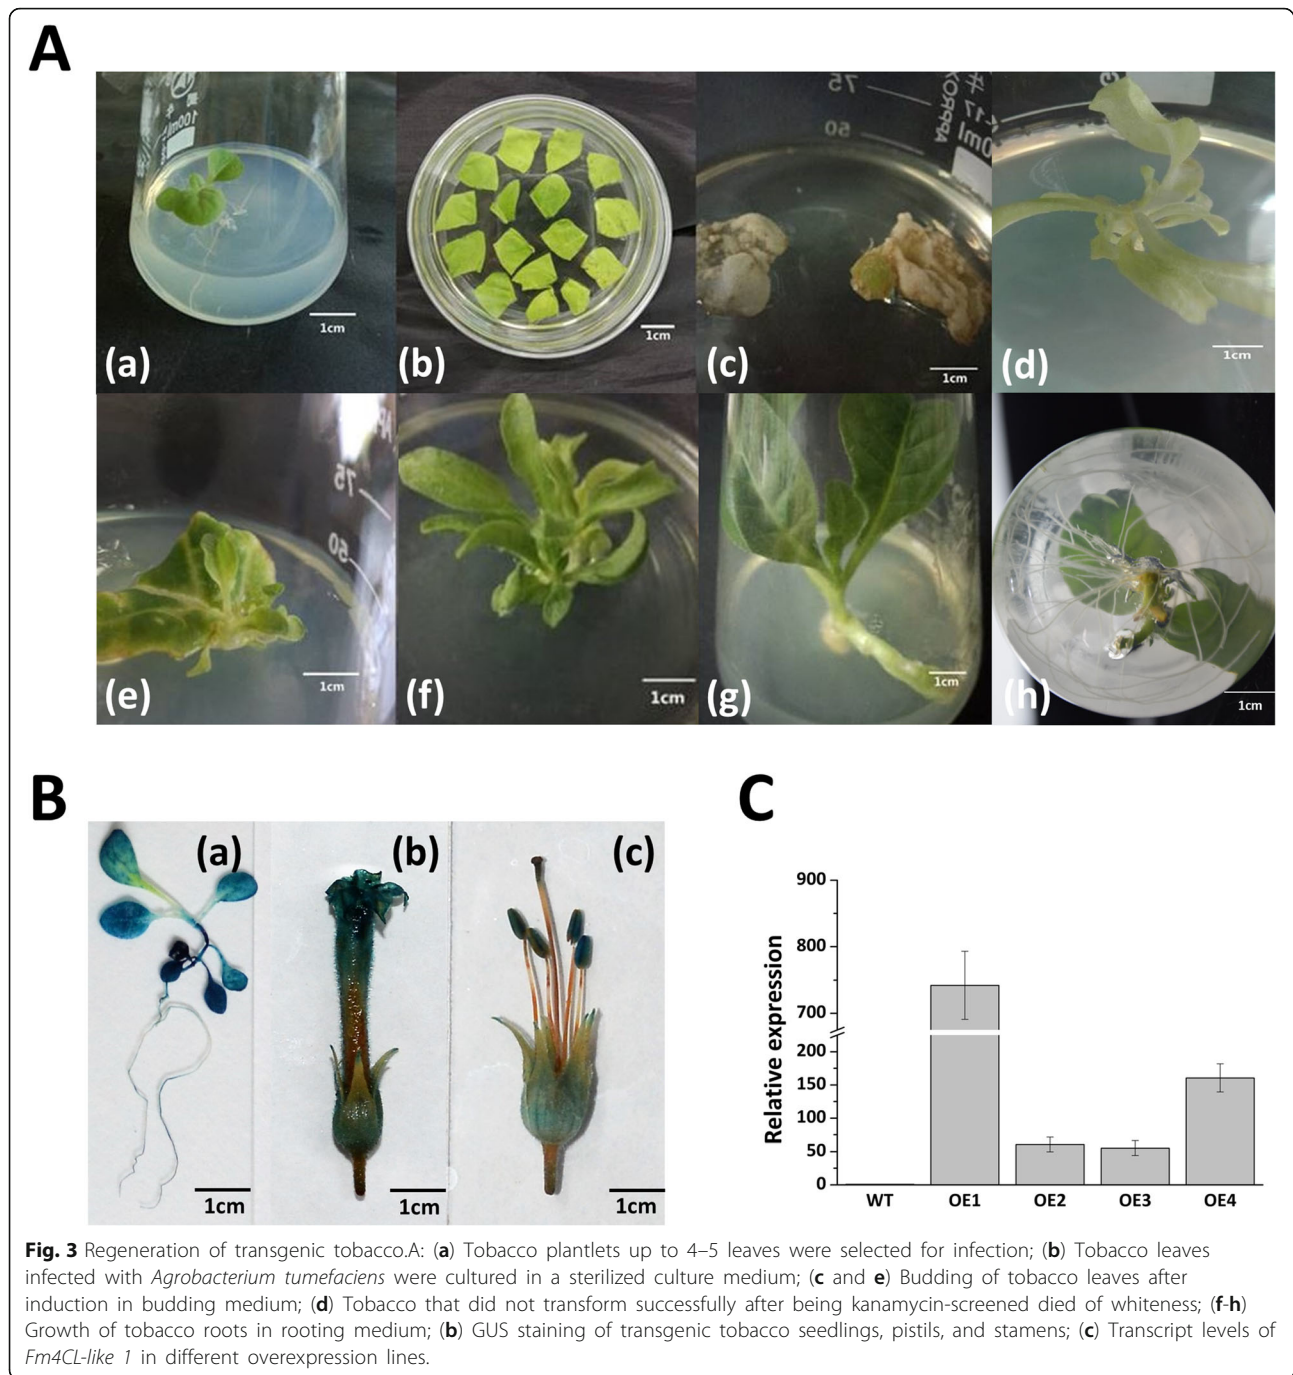 A
100ml
75
50
APPROX
(a)
1cm
(b)
1cm
(c)
1cm
(d)
1cm
75
50
(e)
1cm
(f)
1cm
(g)
1cm
(h)
1cm
B
(a)
(b)
(c)
1cm
1cm
1cm
C
Relative expression
900
800
700
200
150
100
50
0
WT OE1 OE2 OE3 OE4
Fig. 3 Regeneration of transgenic tobacco.A: (a) Tobacco plantlets up to 4–5 leaves were selected for infection; (b) Tobacco leaves
infected with Agrobacterium tumefaciens were cultured in a sterilized culture medium; (c and e) Budding of tobacco leaves after
induction in budding medium; (d) Tobacco that did not transform successfully after being kanamycin-screened died of whiteness; (f-h)
Growth of tobacco roots in rooting medium; (b) GUS staining of transgenic tobacco seedlings, pistils, and stamens; (c) Transcript levels of
Fm4CL-like 1 in different overexpression lines.